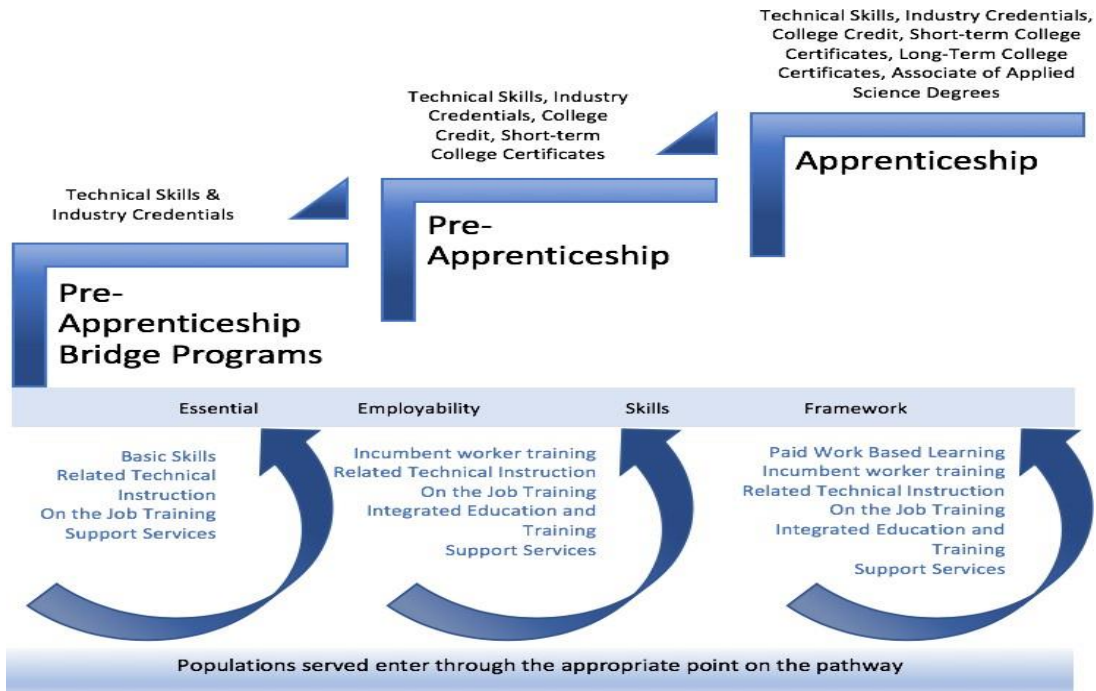 Technical Skills, Industry Credentials,
College Credit, Short-term College
Certificates, Long-Term College
Certificates, Associate of Applied
Science Degrees
Technical Skills, Industry
Credentials, College
Credit, Short-term
College Certificates
Technical Skills &
Industry Credentials
Apprenticeship
Pre-
Apprenticeship
Pre-
Apprenticeship
Bridge Programs
Essential Employability Skills Framework
Basic Skills
Related Technical
Instruction
On the Job Training
Support Services
Incumbent worker training
Related Technical Instruction
On the Job Training
Integrated Education and
Training
Support Services
Paid Work Based Learning
Incumbent worker training
Related Technical Instruction
On the Job Training
Integrated Education and
Training
Support Services
Populations served enter through the appropriate point on the pathway